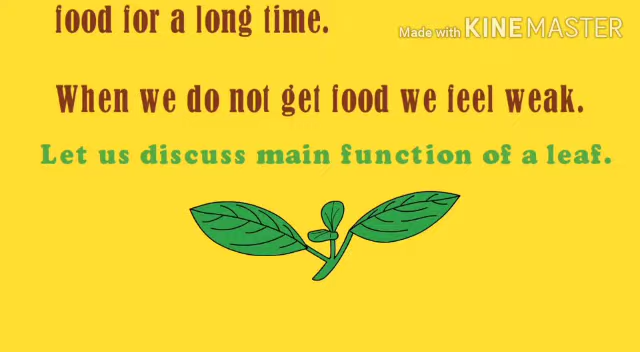 food for a long time.
Made with KINEMASTER
When we do not get food we feel weak.
Let us discuss main function of a leaf.